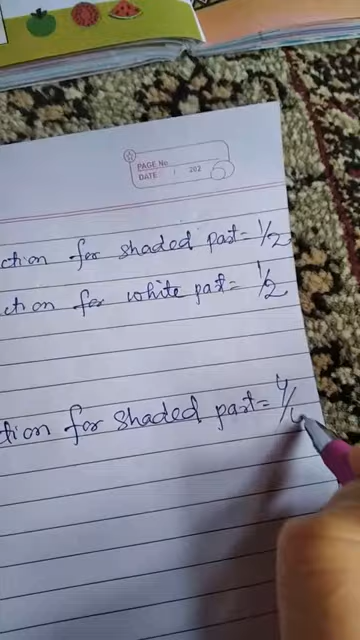 PAGE No
DATE / 202
ction for shaded part = 1/2
ction for white part = 1/2
tion for shaded part = 4/